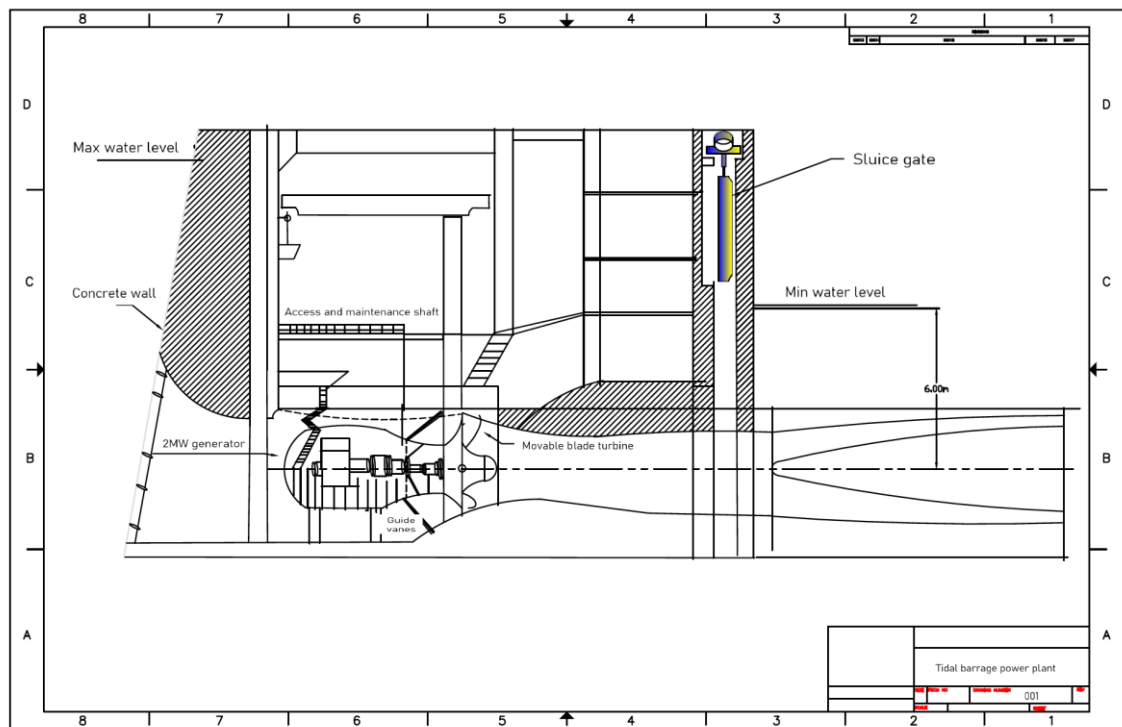 8 7 6 5 4 3 2 1
D D
Max water level
Sluice gate
C C
Concrete wall
Min water level
Access and maintenance shaft
6.00m
2MW generator
Movable blade turbine
B B
Guide
vanes
A A
Tidal barrage power plant
001
8 7 6 5 4 3 2 1